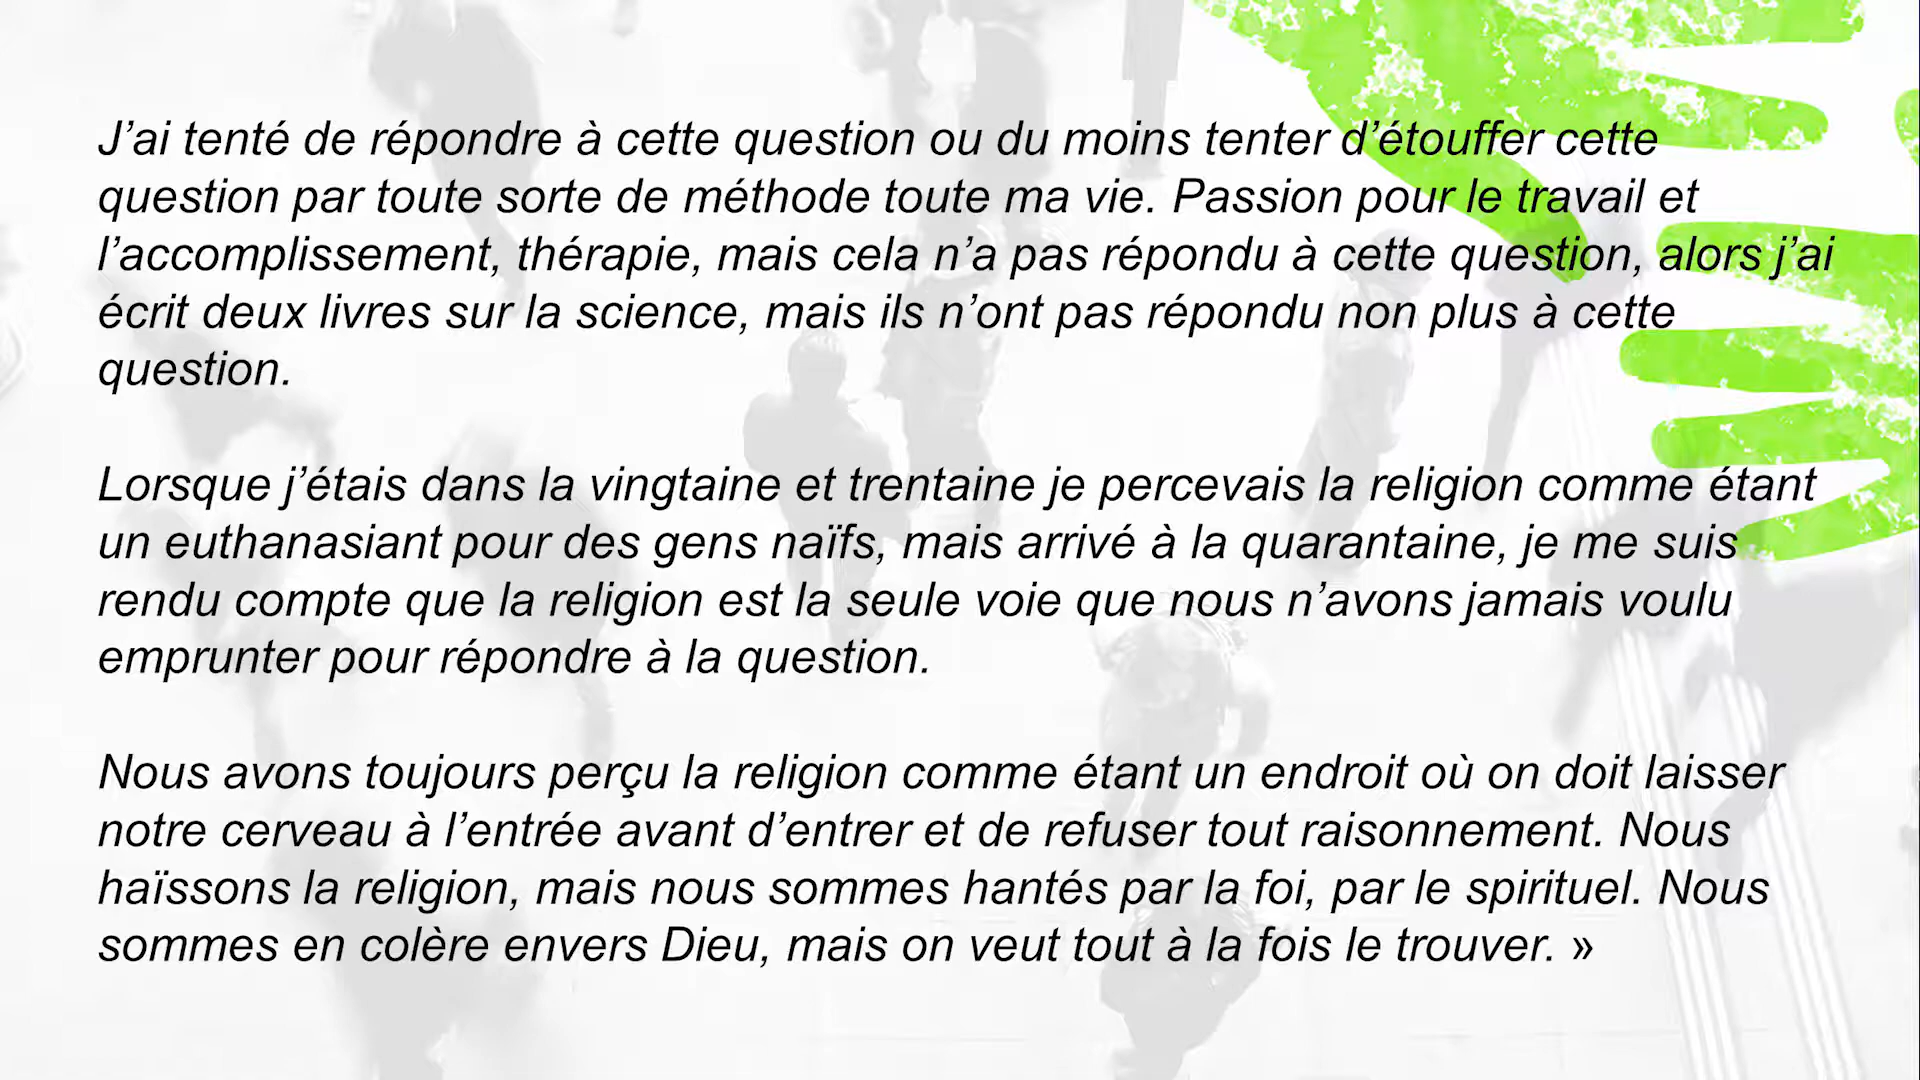 J’ai tenté de répondre à cette question ou du moins tenter d’étouffer cette
question par toute sorte de méthode toute ma vie. Passion pour le travail et
l’accomplissement, thérapie, mais cela n’a pas répondu à cette question, alors j’ai
écrit deux livres sur la science, mais ils n’ont pas répondu non plus à cette
question.
Lorsque j’étais dans la vingtaine et trentaine je percevais la religion comme étant
un euthanasiant pour des gens naïfs, mais arrivé à la quarantaine, je me suis
rendu compte que la religion est la seule voie que nous n’avons jamais voulu
emprunter pour répondre à la question.
Nous avons toujours perçu la religion comme étant un endroit où on doit laisser
notre cerveau à l’entrée avant d’entrer et de refuser tout raisonnement. Nous
haïssons la religion, mais nous sommes hantés par la foi, par le spirituel. Nous
sommes en colère envers Dieu, mais on veut tout à la fois le trouver. »